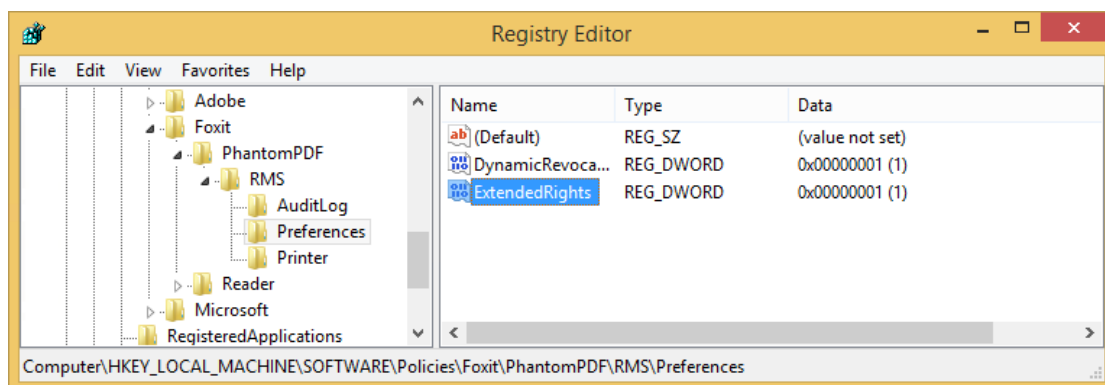 Registry Editor
File Edit View Favorites Help
Adobe
Foxit
PhantomPDF
RMS
AuditLog
Preferences
Printer
Reader
Microsoft
RegisteredApplications
Name Type Data
(Default) REG_SZ (value not set)
DynamicRevoca... REG_DWORD 0x00000001 (1)
ExtendedRights REG_DWORD 0x00000001 (1)
Computer\HKEY_LOCAL_MACHINE\SOFTWARE\Policies\Foxit\PhantomPDF\RMS\Preferences